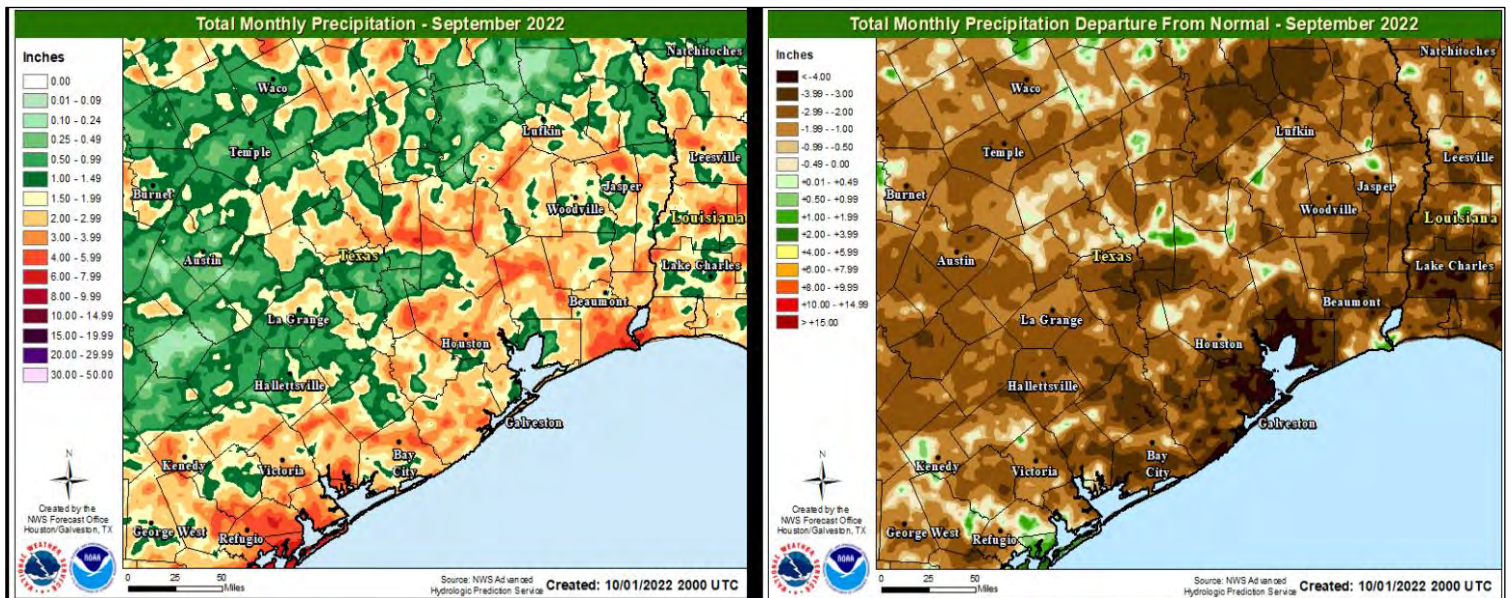 Total Monthly Precipitation - September 2022
Inches
0.00
0.01 - 0.09
0.10 - 0.24
0.25 - 0.49
0.50 - 0.99
1.00 - 1.49
1.50 - 1.99
2.00 - 2.99
3.00 - 3.99
4.00 - 5.99
6.00 - 7.99
8.00 - 9.99
10.00 - 14.99
15.00 - 19.99
20.00 - 29.99
30.00 - 50.00
Natchitoches
Waco
Lufkin
Temple
Leesville
Burnet
Jasper
Woodville
Louisiana
Austin
Texas
Lake Charles
Beaumont
La Grange
Houston
Hallettsville
Galveston
Bay
City
Kenedy
Victoria
George West
Refugio
N
Created by the
NWS Forecast Office
Houston/Galveston, TX
NATIONAL WEATHER SERVICE
NOAA
0 25 50
Miles
Source: NWS Advanced
Hydrologic Prediction Service
Created: 10/01/2022 2000 UTC
Total Monthly Precipitation Departure From Normal - September 2022
Inches
< -4.00
-3.99 - -3.00
-2.99 - -2.00
-1.99 - -1.00
-0.99 - -0.50
-0.49 - 0.00
+0.01 - +0.49
+0.50 - +0.99
+1.00 - +1.99
+2.00 - +3.99
+4.00 - +5.99
+6.00 - +7.99
+8.00 - +9.99
+10.00 - +14.99
> +15.00
Natchitoches
Waco
Lufkin
Temple
Leesville
Burnet
Jasper
Woodville
Louisiana
Austin
Texas
Lake Charles
Beaumont
La Grange
Houston
Hallettsville
Galveston
Bay
City
Kenedy
Victoria
George West
Refugio
N
Created by the
NWS Forecast Office
Houston/Galveston, TX
NATIONAL WEATHER SERVICE
NOAA
0 25 50
Miles
Source: NWS Advanced
Hydrologic Prediction Service
Created: 10/01/2022 2000 UTC